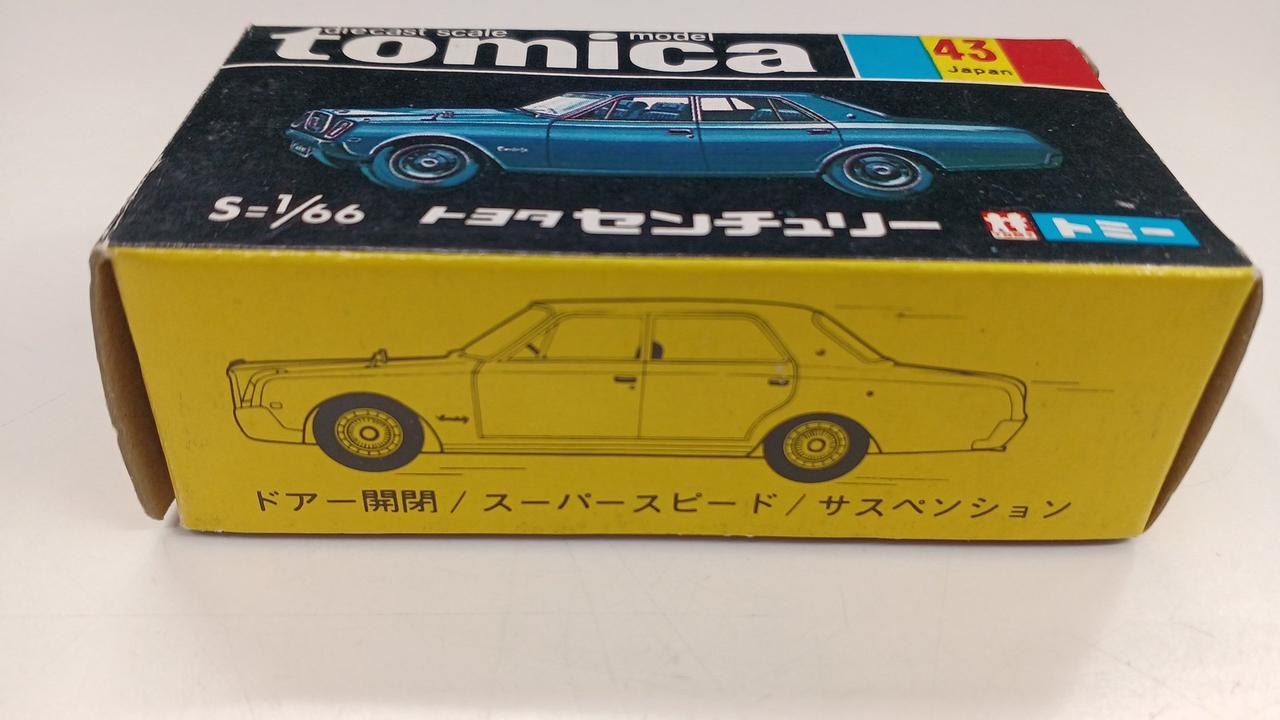 diecast scale model
tomica
43
Japan
S=1/66 トヨタ センチュリー
トミー
ドアー開閉/スーパースピード/サスペンション